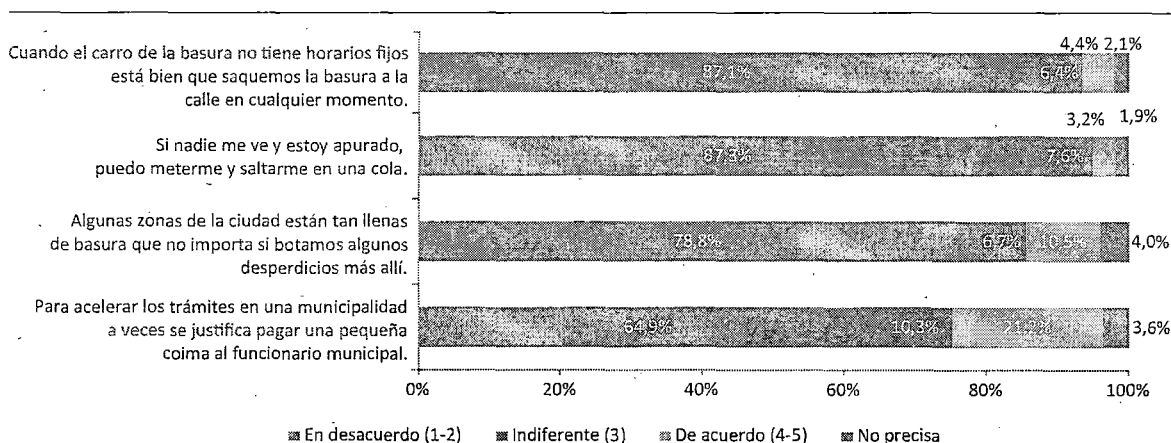 4,4% 2,1%
Cuando el carro de la basura no tiene horarios fijos
está bien que saquemos la basura a la
calle en cualquier momento.
87,1% 6,4%
3,2% 1,9%
Si nadie me ve y estoy apurado,
puedo meterme y saltarme en una cola.
87,3% 7,6%
Algunas zonas de la ciudad están tan llenas
de basura que no importa si botamos algunos
desperdicios más allí.
78,8% 6,7% 10,5% 4,0%
Para acelerar los trámites en una municipalidad
a veces se justifica pagar una pequeña
coima al funcionario municipal.
64,9% 10,3% 21,2% 3,6%
0% 20% 40% 60% 80% 100%
En desacuerdo (1-2) Indiferente (3) De acuerdo (4-5) No precisa